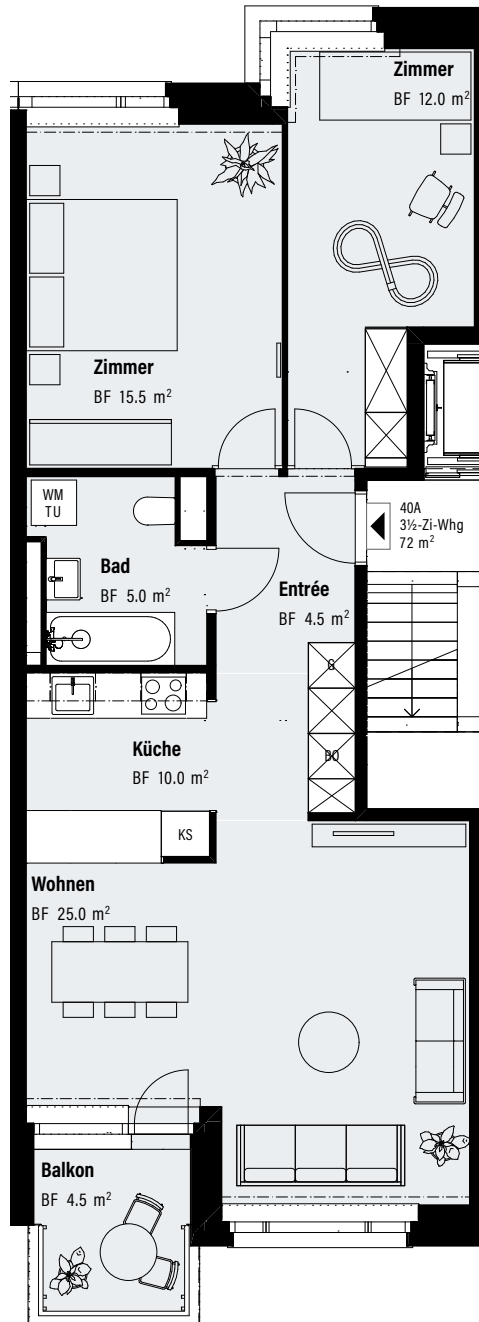 Zimmer
BF 12.0 m²
Zimmer
BF 15.5 m²
WM
TU
40A
3½-Zi-Whg
72 m²
Bad
BF 5.0 m²
Entrée
BF 4.5 m²
G
Küche
BF 10.0 m²
BO
KS
Wohnen
BF 25.0 m²
Balkon
BF 4.5 m²